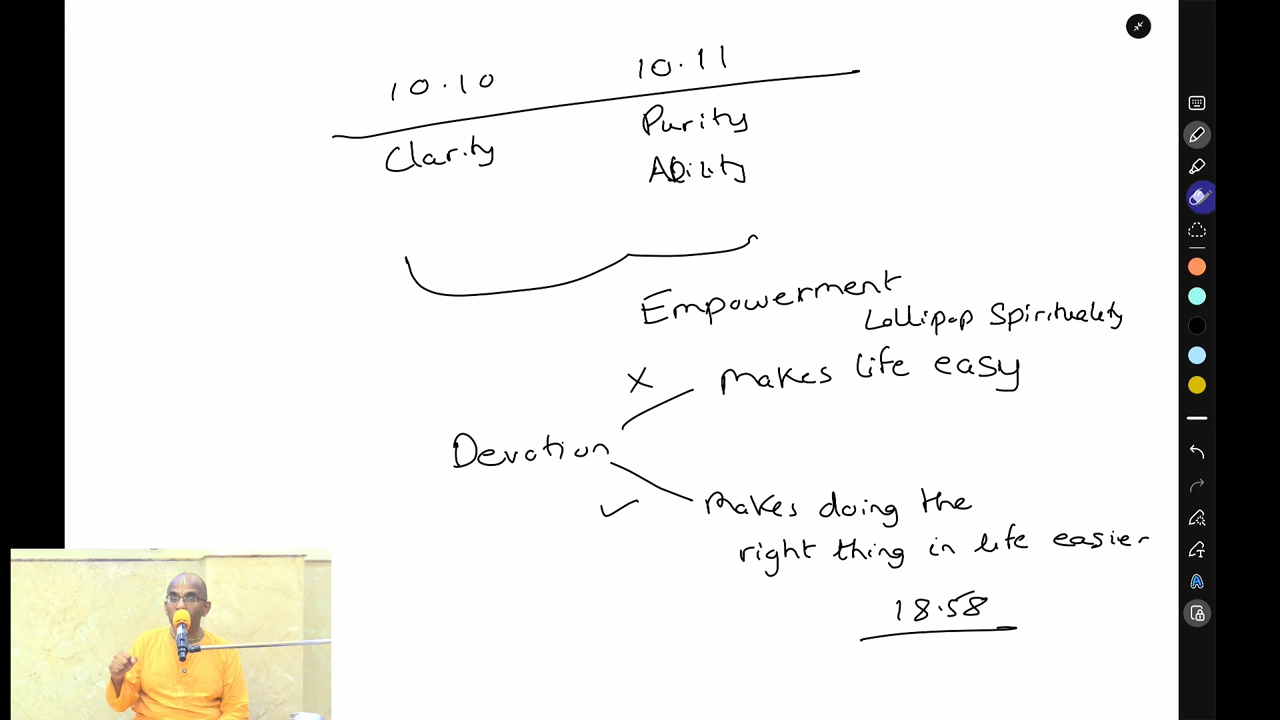 10.10 10.11
Clarity Purity
Ability
Empowerment
Lollipop Spirituality
x makes life easy
Devotion
✓ makes doing the
right thing in life easier
18.58